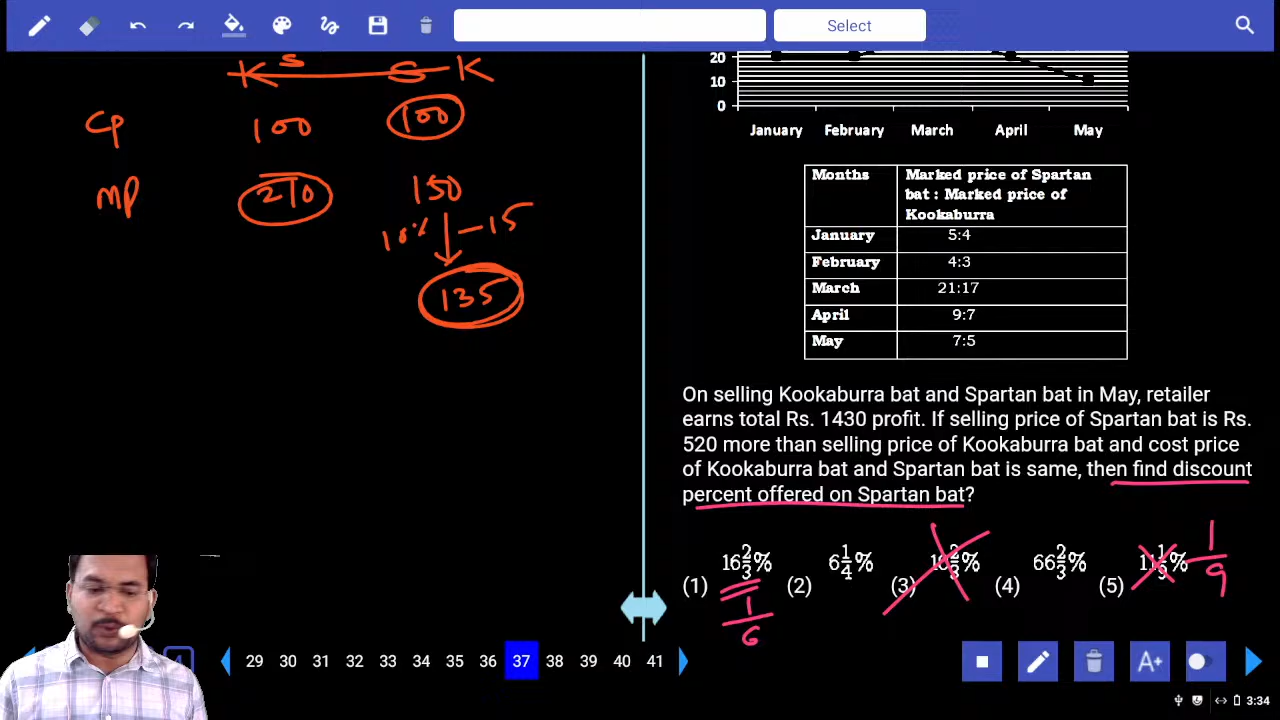 Select
K S S K
CP 100 100
MP 210 150
10% -15
135
20
10
0
January February March April May
Months Marked price of Spartan bat : Marked price of Kookaburra
January 5:4
February 4:3
March 21:17
April 9:7
May 7:5
On selling Kookaburra bat and Spartan bat in May, retailer
earns total Rs. 1430 profit. If selling price of Spartan bat is Rs.
520 more than selling price of Kookaburra bat and cost price
of Kookaburra bat and Spartan bat is same, then find discount
percent offered on Spartan bat?
(1) 16 2/3% (2) 6 1/4% (3) (4) 66 2/3% (5) 11 1/9% 1/9
1/6
29 30 31 32 33 34 35 36 37 38 39 40 41
A+
3:34